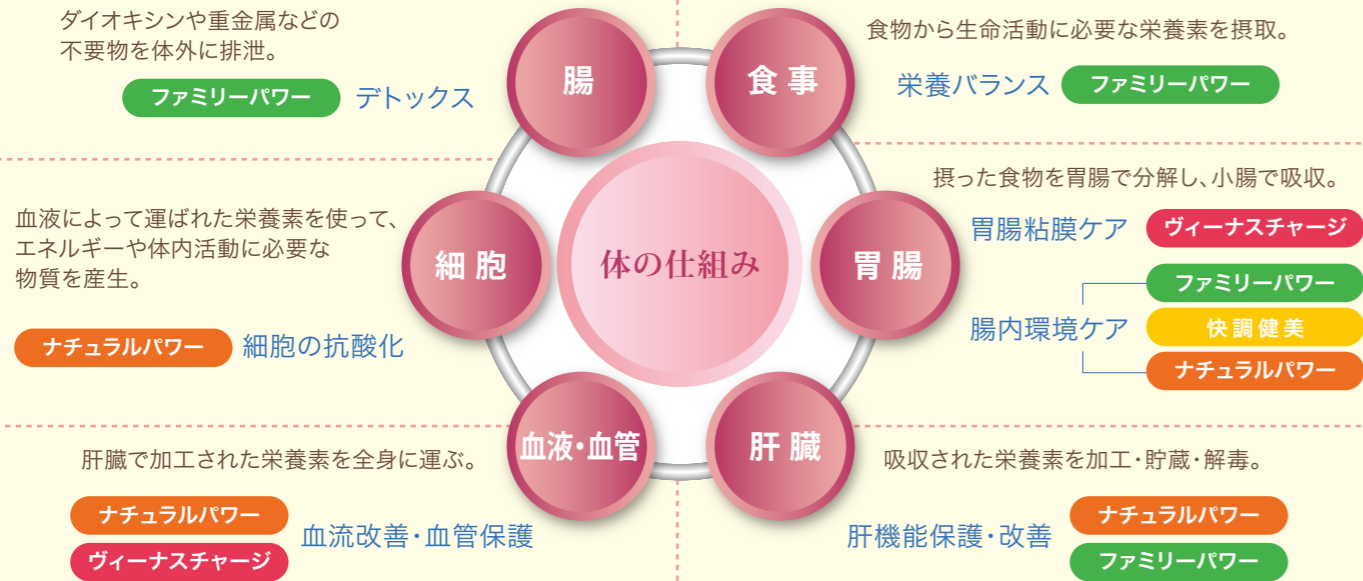 体の仕組み
食事
食物から生命活動に必要な栄養素を摂取。
栄養バランス
ファミリーパワー
胃腸
摂った食物を胃腸で分解し、小腸で吸収。
胃腸粘膜ケア
ヴィーナスチャージ
腸内環境ケア
ファミリーパワー
快調健美
ナチュラルパワー
肝臓
吸収された栄養素を加工・貯蔵・解毒。
肝機能保護・改善
ナチュラルパワー
ファミリーパワー
血液・血管
肝臓で加工された栄養素を全身に運ぶ。
ナチュラルパワー
ヴィーナスチャージ
血流改善・血管保護
細胞
血液によって運ばれた栄養素を使って、
エネルギーや体内活動に必要な
物質を産生。
ナチュラルパワー
細胞の抗酸化
腸
ダイオキシンや重金属などの
不要物を体外に排泄。
ファミリーパワー
デトックス